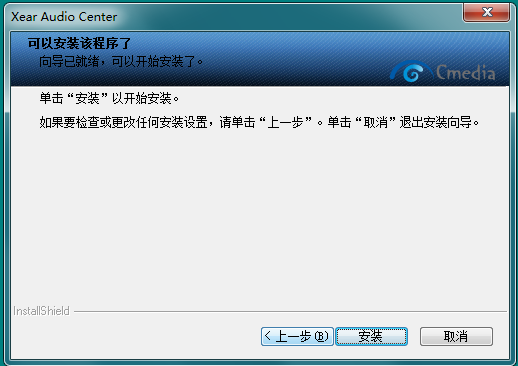 Xear Audio Center
可以安装该程序了
向导已就绪，可以开始安装了。
Cmedia
单击“安装”以开始安装。
如果要检查或更改任何安装设置，请单击“上一步”。单击“取消”退出安装向导。
InstallShield
< 上一步(B)
安装
取消